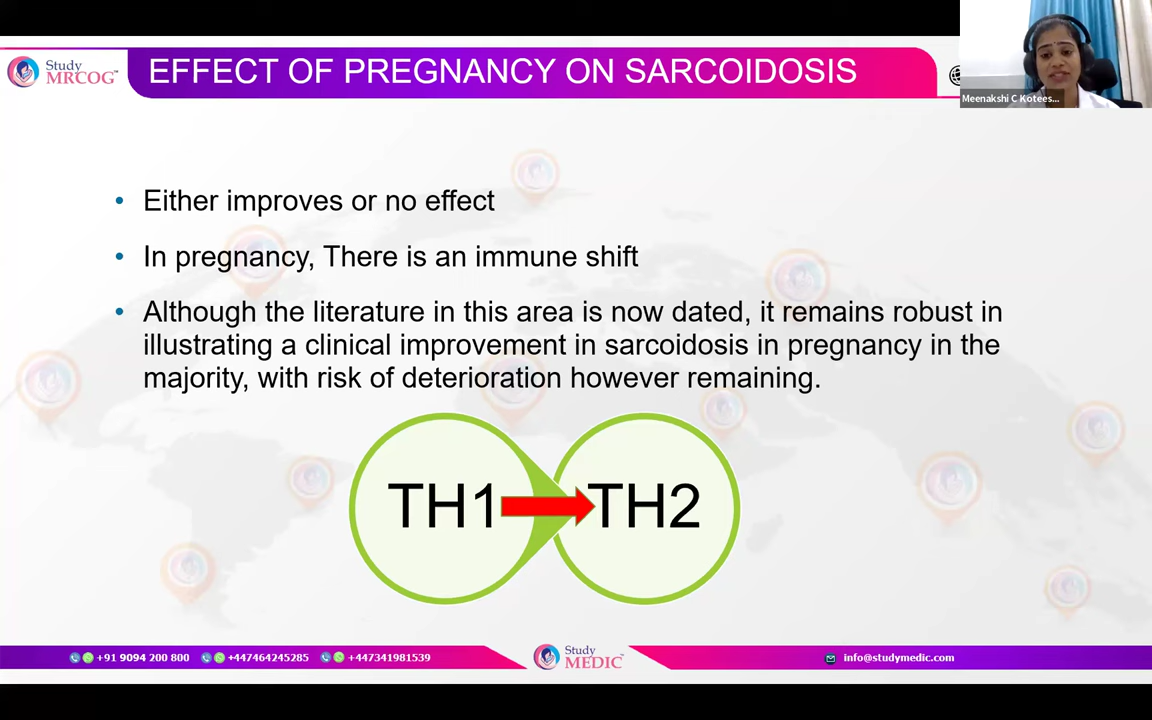 Study
MRCOG™
EFFECT OF PREGNANCY ON SARCOIDOSIS
Meenakshi C Kotees...
• Either improves or no effect
• In pregnancy, There is an immune shift
• Although the literature in this area is now dated, it remains robust in
illustrating a clinical improvement in sarcoidosis in pregnancy in the
majority, with risk of deterioration however remaining.
TH1 TH2
+91 9094 200 800 +447464245285 +447341981539
Study
MEDIC™
info@studymedic.com